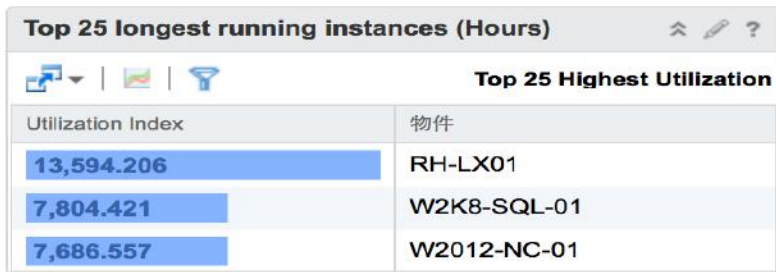 Top 25 longest running instances (Hours) ?
Top 25 Highest Utilization
Utilization Index 物件
13,594.206 RH-LX01
7,804.421 W2K8-SQL-01
7,686.557 W2012-NC-01